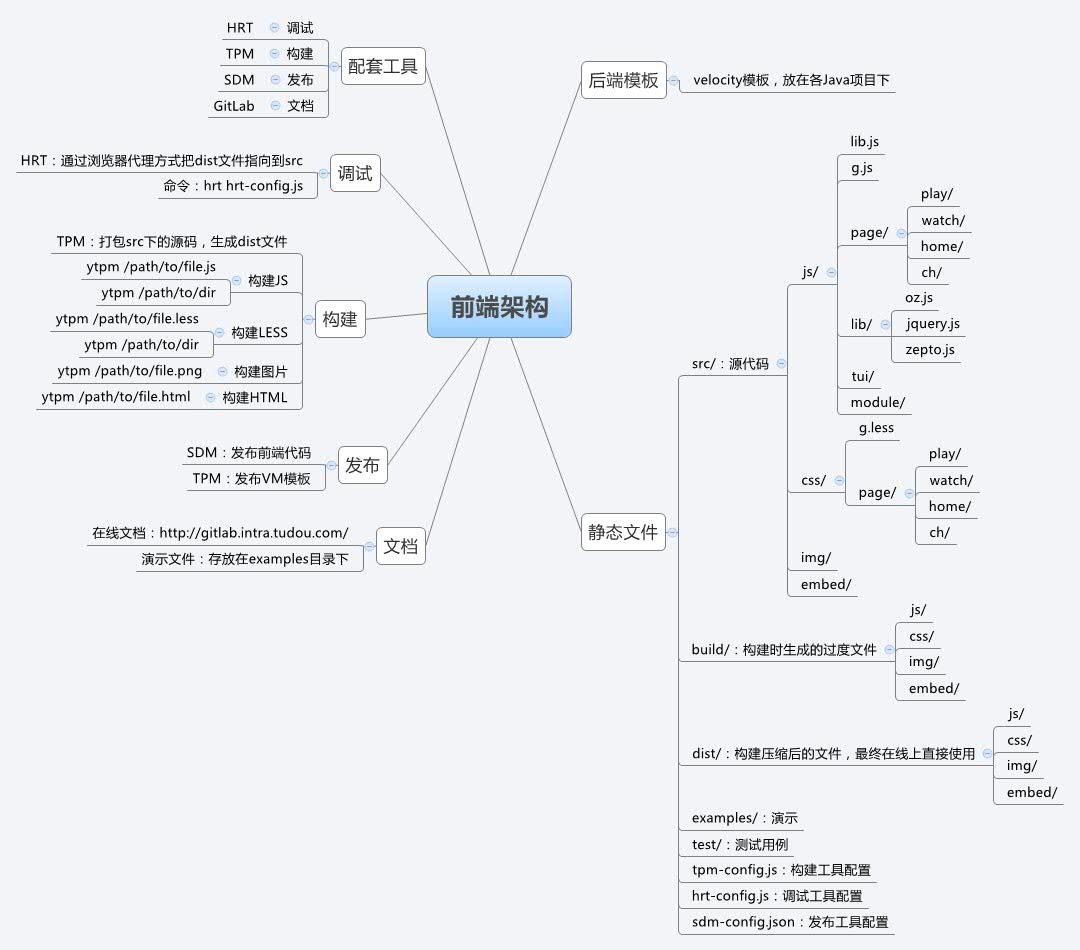 前端架构
配套工具
HRT 调试
TPM 构建
SDM 发布
GitLab 文档
调试
HRT：通过浏览器代理方式把dist文件指向到src
命令：hrt hrt-config.js
构建
TPM：打包src下的源码，生成dist文件
构建JS
ytpm /path/to/file.js
ytpm /path/to/dir
构建LESS
ytpm /path/to/file.less
ytpm /path/to/dir
ytpm /path/to/file.png 构建图片
ytpm /path/to/file.html 构建HTML
发布
SDM：发布前端代码
TPM：发布VM模板
文档
在线文档：http://gitlab.intra.tudou.com/
演示文件：存放在examples目录下
后端模板
velocity模板，放在各Java项目下
静态文件
src/：源代码
js/
lib.js
g.js
page/
play/
watch/
home/
ch/
lib/
oz.js
jquery.js
zepto.js
tui/
module/
css/
g.less
page/
play/
watch/
home/
ch/
img/
embed/
build/：构建时生成的过度文件
js/
css/
img/
embed/
dist/：构建压缩后的文件，最终在线上直接使用
js/
css/
img/
embed/
examples/：演示
test/：测试用例
tpm-config.js：构建工具配置
hrt-config.js：调试工具配置
sdm-config.json：发布工具配置